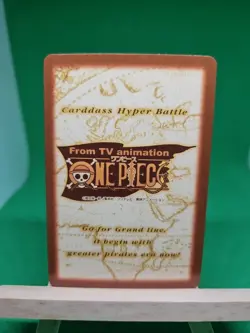 Carddass Hyper Battle
From TV animation
ワンピース
ONE PIECE
Go for Grand line.
it begin with
greater pirates era now!